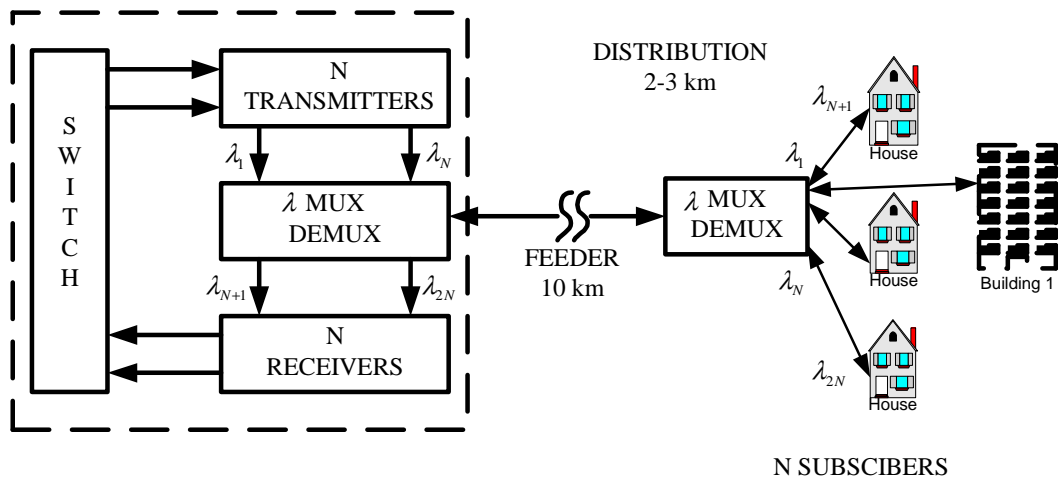 SWITCH
N
TRANSMITTERS
λ1
λN
λ MUX
DEMUX
λN+1
λ2N
N
RECEIVERS
FEEDER
10 km
DISTRIBUTION
2-3 km
λ MUX
DEMUX
λN+1
λ1
λN
λ2N
House
House
House
Building 1
N SUBSCIBERS